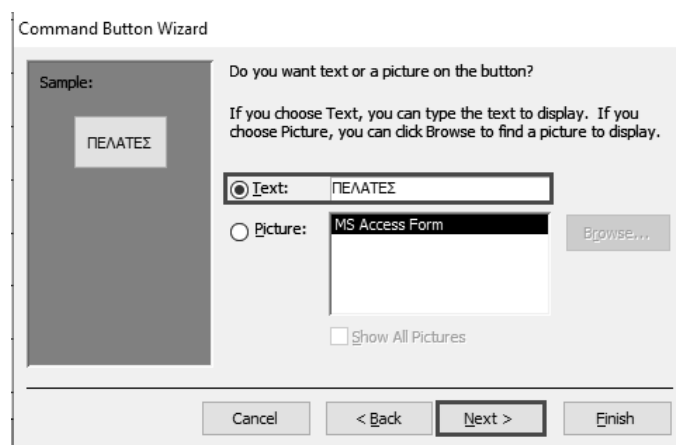 Command Button Wizard
Sample:
ΠΕΛΑΤΕΣ
Do you want text or a picture on the button?
If you choose Text, you can type the text to display. If you
choose Picture, you can click Browse to find a picture to display.
Text: ΠΕΛΑΤΕΣ
Picture: MS Access Form
Browse...
Show All Pictures
Cancel < Back Next > Finish